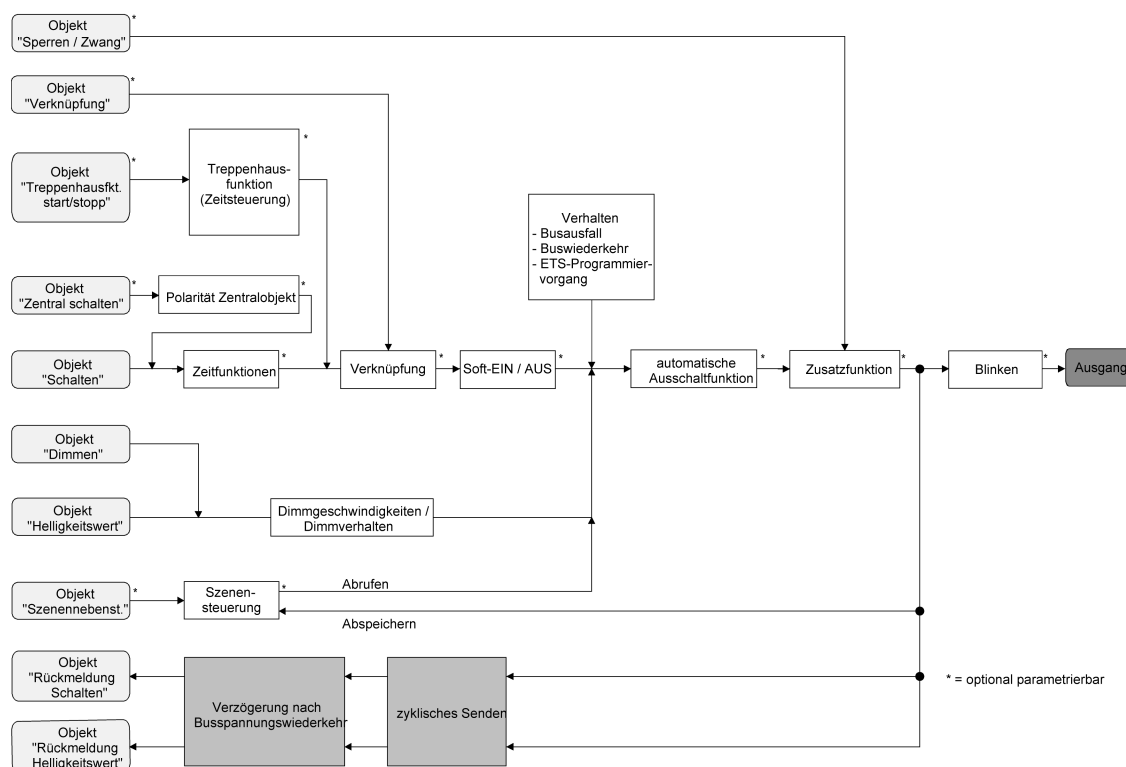 Objekt
"Sperren / Zwang"
*
Objekt
"Verknüpfung"
*
Objekt
"Treppenhausfkt.
start/stopp"
*
Treppenhaus-
funktion
(Zeitsteuerung)
*
Verhalten
- Busausfall
- Buswiederkehr
- ETS-Programmier-
vorgang
Objekt
"Zentral schalten"
*
Polarität Zentralobjekt
*
Objekt
"Schalten"
*
Zeitfunktionen
*
Verknüpfung
*
Soft-EIN / AUS
*
automatische
Ausschaltfunktion
*
Zusatzfunktion
*
Blinken
*
Ausgang
Objekt
"Dimmen"
Objekt
"Helligkeitswert"
Dimmgeschwindigkeiten /
Dimmverhalten
Objekt
"Szenennebenst."
*
Szenen-
steuerung
*
Abrufen
Abspeichern
Objekt
"Rückmeldung
Schalten"
Verzögerung nach
Busspannungswiederkehr
zyklisches Senden
* = optional parametrierbar
Objekt
"Rückmeldung
Helligkeitswert"